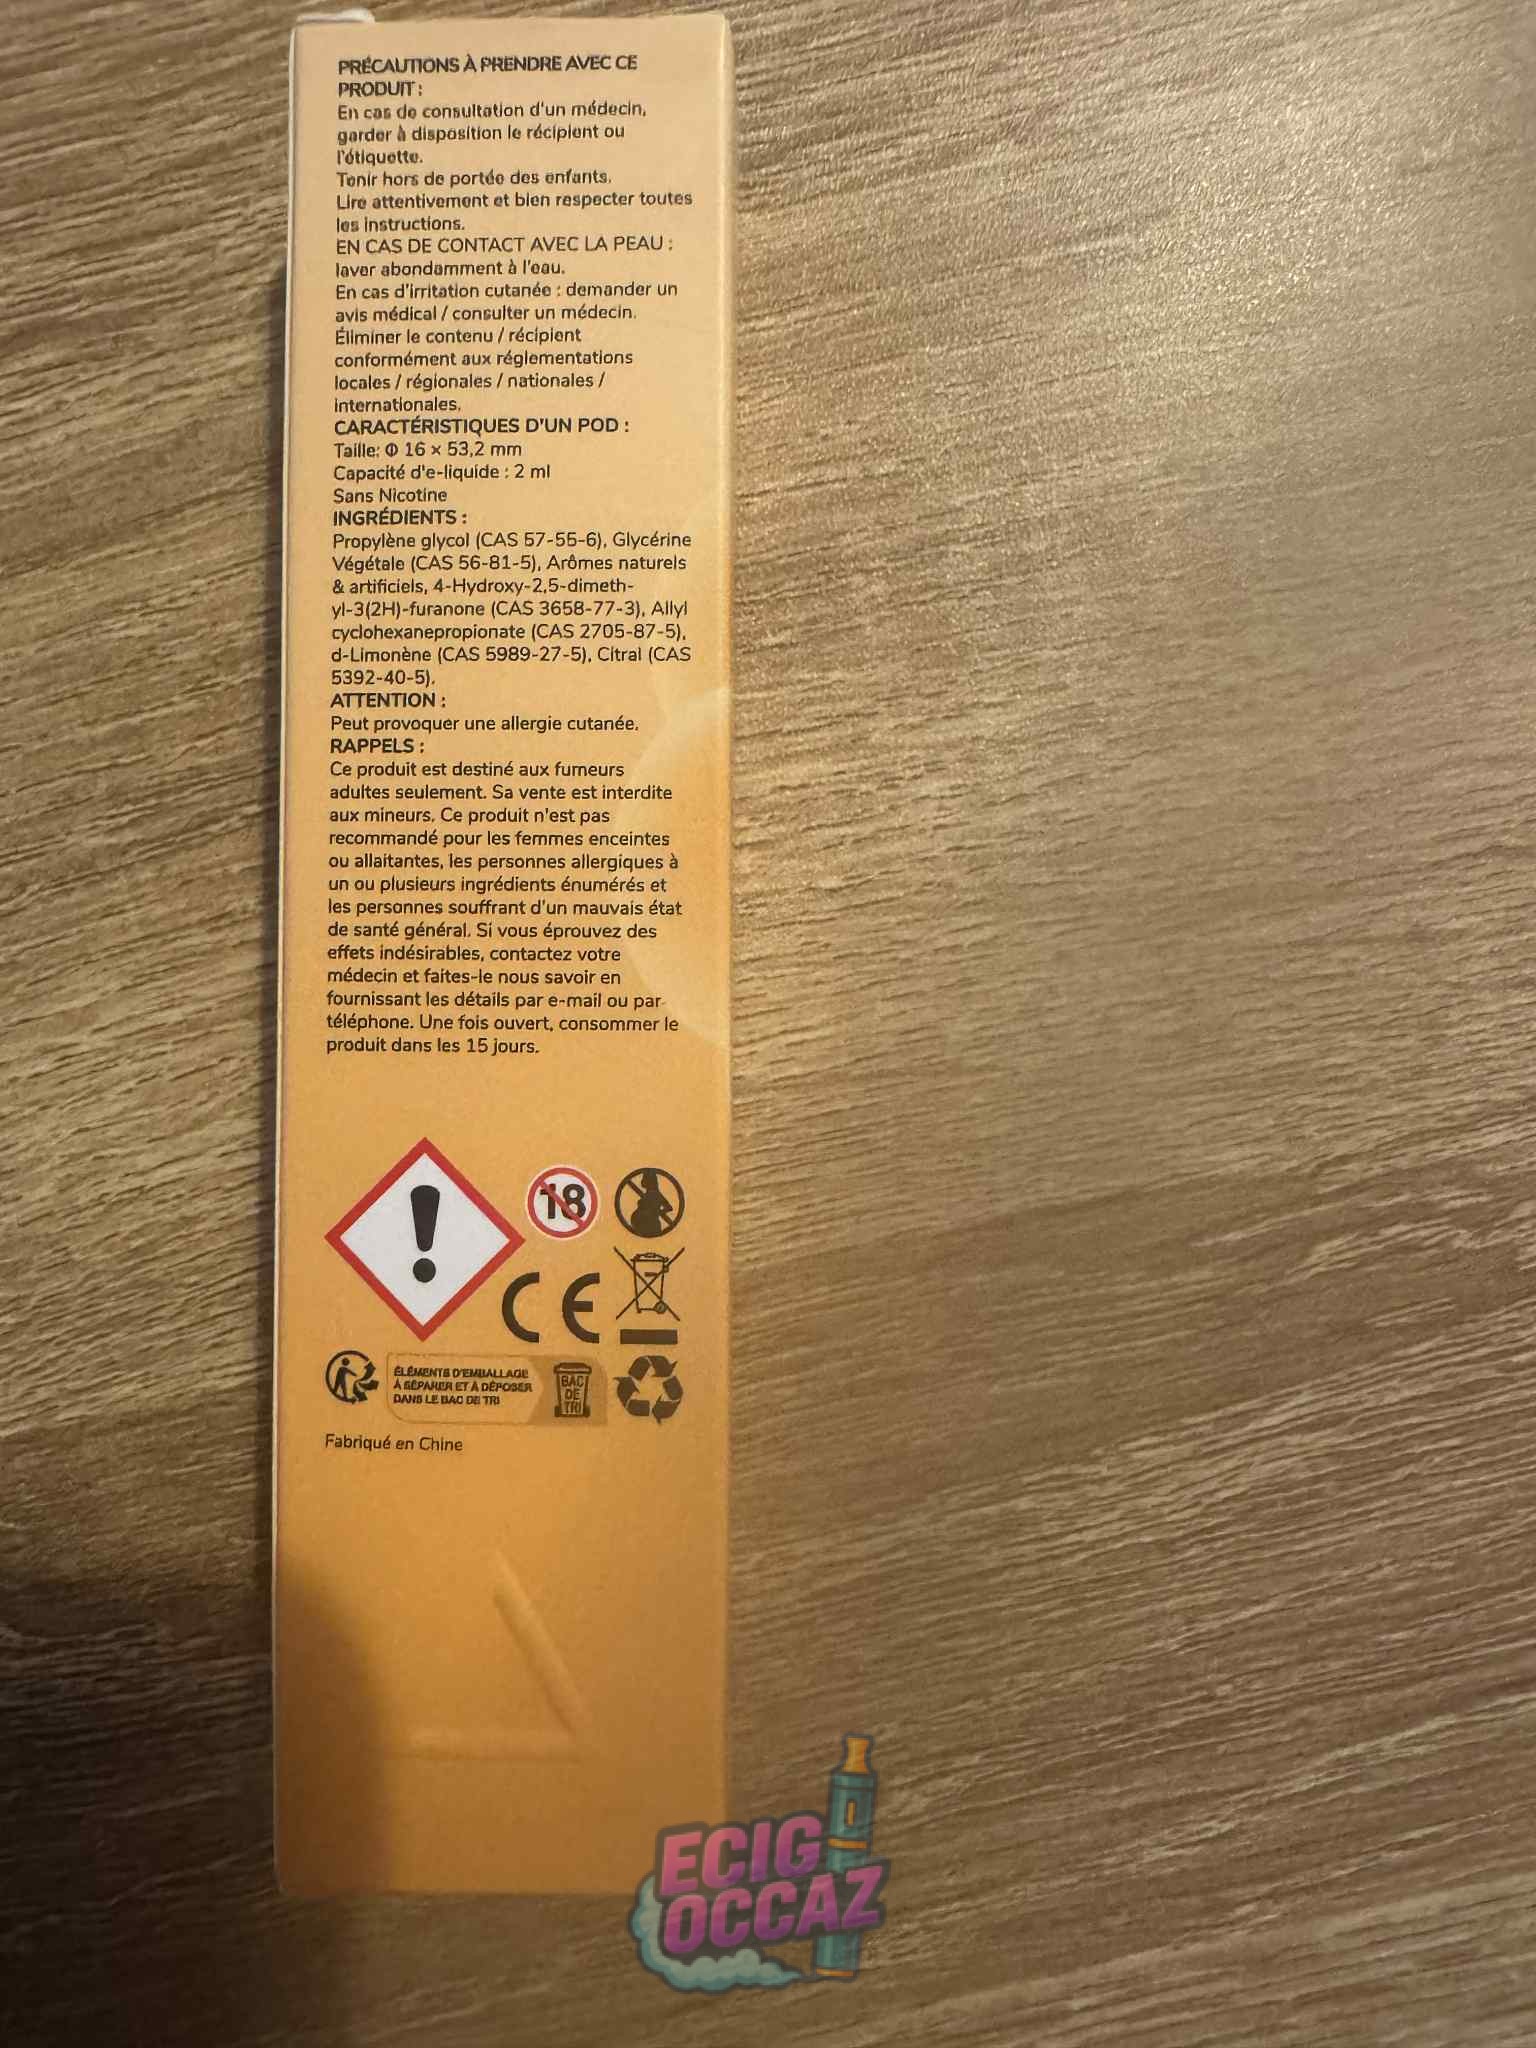 PRÉCAUTIONS À PRENDRE AVEC CE
PRODUIT :
En cas de consultation d'un médecin,
garder à disposition le récipient ou
l'étiquette.
Tenir hors de portée des enfants.
Lire attentivement et bien respecter toutes
les instructions.
EN CAS DE CONTACT AVEC LA PEAU :
laver abondamment à l'eau.
En cas d'irritation cutanée : demander un
avis médical / consulter un médecin.
Éliminer le contenu / récipient
conformément aux réglementations
locales / régionales / nationales /
internationales.
CARACTÉRISTIQUES D'UN POD :
Taille: Φ 16 × 53,2 mm
Capacité d'e-liquide : 2 ml
Sans Nicotine
INGRÉDIENTS :
Propylène glycol (CAS 57-55-6), Glycérine
Végétale (CAS 56-81-5), Arômes naturels
& artificiels, 4-Hydroxy-2,5-dimeth-
yl-3(2H)-furanone (CAS 3658-77-3), Allyl
cyclohexanepropionate (CAS 2705-87-5),
d-Limonène (CAS 5989-27-5), Citral (CAS
5392-40-5).
ATTENTION :
Peut provoquer une allergie cutanée.
RAPPELS :
Ce produit est destiné aux fumeurs
adultes seulement. Sa vente est interdite
aux mineurs. Ce produit n'est pas
recommandé pour les femmes enceintes
ou allaitantes, les personnes allergiques à
un ou plusieurs ingrédients énumérés et
les personnes souffrant d'un mauvais état
de santé général. Si vous éprouvez des
effets indésirables, contactez votre
médecin et faites-le nous savoir en
fournissant les détails par e-mail ou par
téléphone. Une fois ouvert, consommer le
produit dans les 15 jours.
!
18
CE
ÉLÉMENTS D'EMBALLAGE
À SÉPARER ET À DÉPOSER
DANS LE BAC DE TRI
BAC
DE
TRI
Fabriqué en Chine
ECIG
OCCAZ